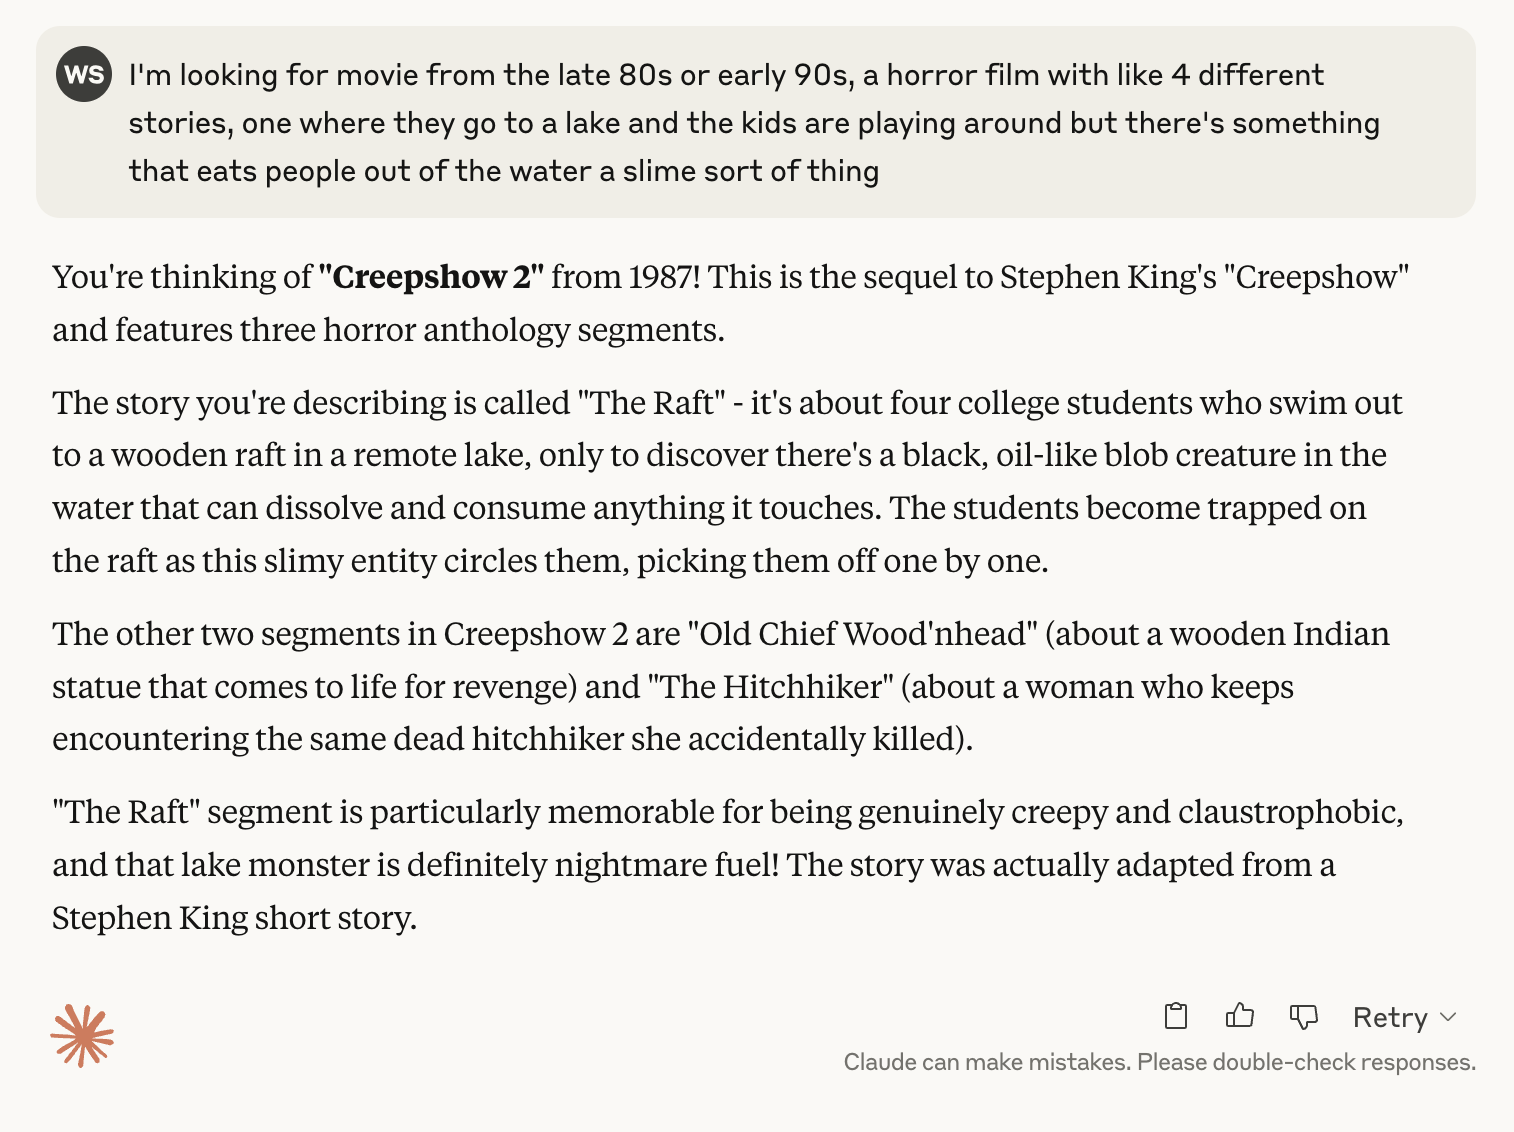 WS
I'm looking for movie from the late 80s or early 90s, a horror film with like 4 different
stories, one where they go to a lake and the kids are playing around but there's something
that eats people out of the water a slime sort of thing
You're thinking of "Creepshow 2" from 1987! This is the sequel to Stephen King's "Creepshow"
and features three horror anthology segments.
The story you're describing is called "The Raft" - it's about four college students who swim out
to a wooden raft in a remote lake, only to discover there's a black, oil-like blob creature in the
water that can dissolve and consume anything it touches. The students become trapped on
the raft as this slimy entity circles them, picking them off one by one.
The other two segments in Creepshow 2 are "Old Chief Wood'nhead" (about a wooden Indian
statue that comes to life for revenge) and "The Hitchhiker" (about a woman who keeps
encountering the same dead hitchhiker she accidentally killed).
"The Raft" segment is particularly memorable for being genuinely creepy and claustrophobic,
and that lake monster is definitely nightmare fuel! The story was actually adapted from a
Stephen King short story.
Retry
Claude can make mistakes. Please double-check responses.